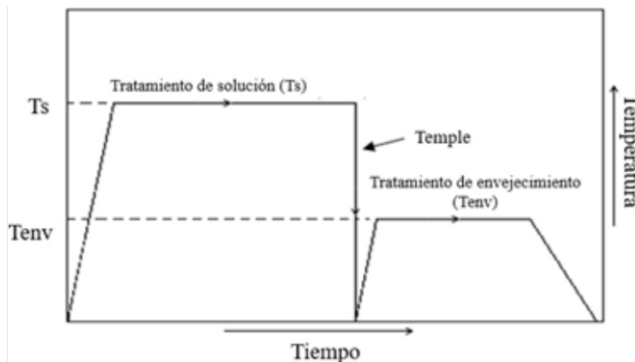 Tratamiento de solución (Ts)
Ts
Temple
Tratamiento de envejecimiento
(Tenv)
Tenv
Temperatura
Tiempo